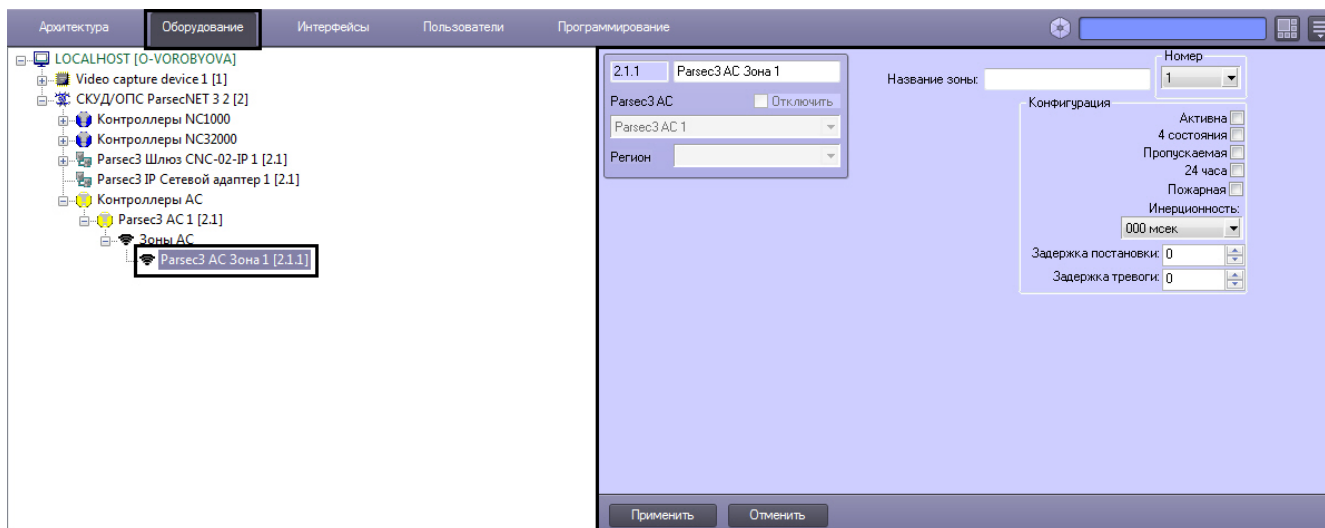 Архитектура Оборудование Интерфейсы Пользователи Программирование
LOCALHOST [O-VOROBYOVA]
Video capture device 1 [1]
СКУД/ОПС ParsecNET 3 2 [2]
Контроллеры NC1000
Контроллеры NC32000
Parsec3 Шлюз CNC-02-IP 1 [2.1]
Parsec3 IP Сетевой адаптер 1 [2.1]
Контроллеры AC
Parsec3 AC 1 [2.1]
Зоны AC
Parsec3 AC Зона 1 [2.1.1]
2.1.1 Parsec3 AC Зона 1
Parsec3 AC Отключить
Parsec3 AC 1
Регион
Название зоны:
Номер
1
Конфигурация
Активна
4 состояния
Пропускаемая
24 часа
Пожарная
Инерционность:
000 мсек
Задержка постановки: 0
Задержка тревоги: 0
Применить Отменить